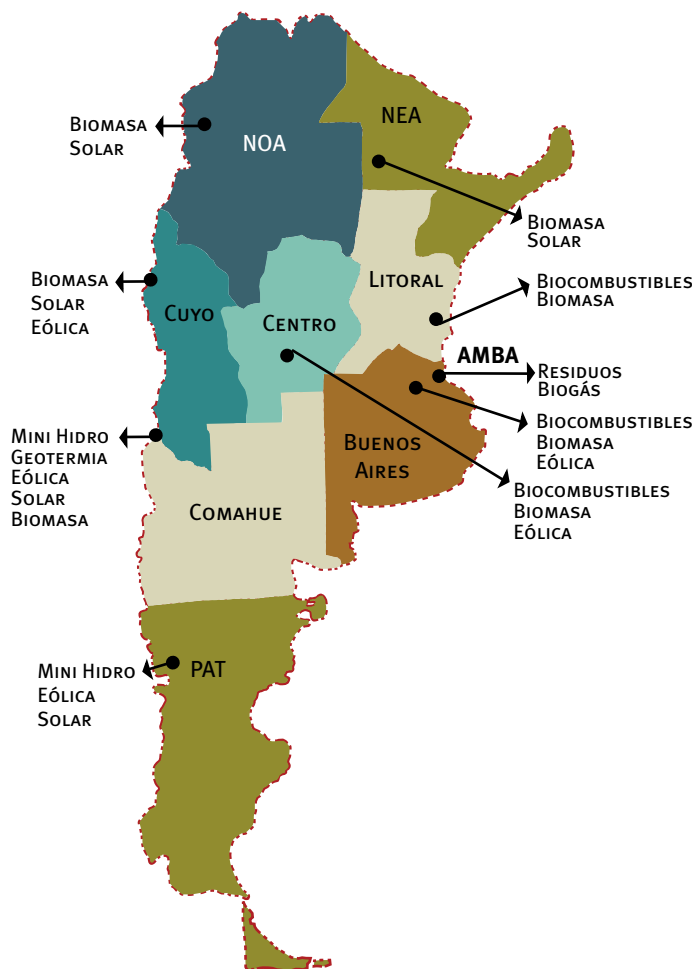 NEA
Biomasa
Solar
NOA
Biomasa
Solar
Litoral
Biocombustibles
Biomasa
Biomasa
Solar
Eólica
Cuyo
Centro
AMBA
Residuos
Biogás
Biocombustibles
Biomasa
Eólica
Mini Hidro
Geotermia
Eólica
Solar
Biomasa
Buenos
Aires
Biocombustibles
Biomasa
Eólica
Comahue
Mini Hidro
Eólica
Solar
PAT